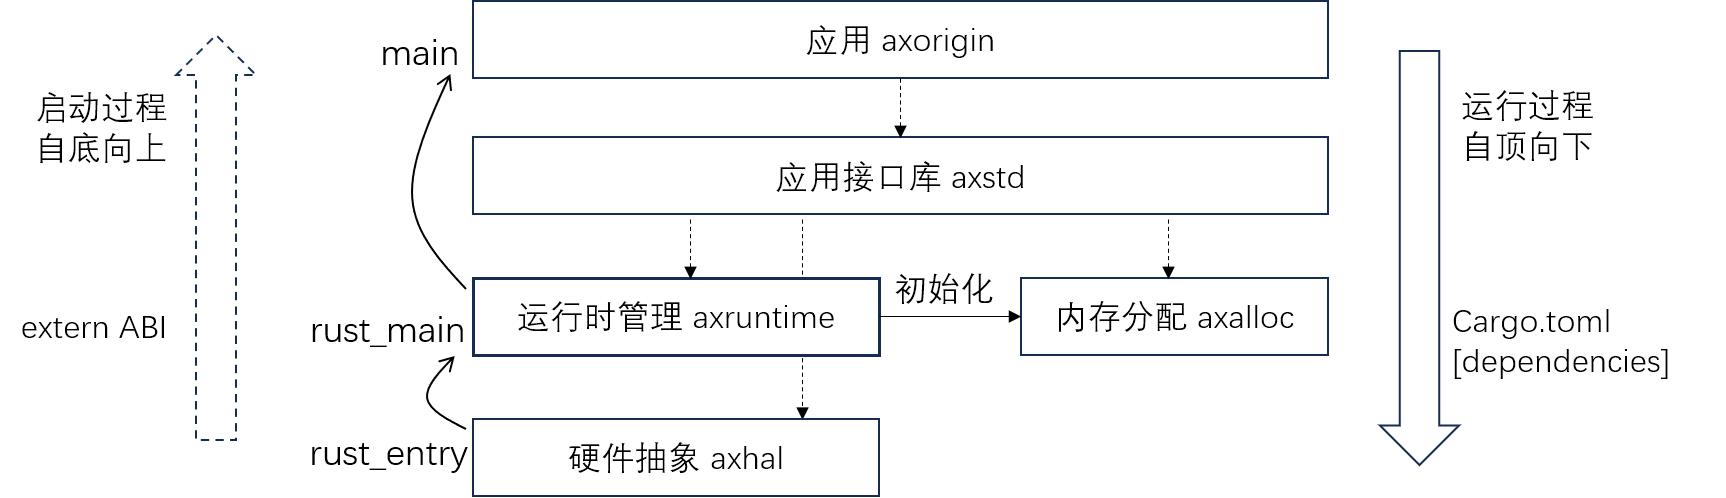 应用 axorigin
main
启动过程
自底向上
运行过程
自顶向下
应用接口库 axstd
初始化
运行时管理 axruntime
内存分配 axalloc
extern ABI
rust_main
Cargo.toml
[dependencies]
rust_entry
硬件抽象 axhal